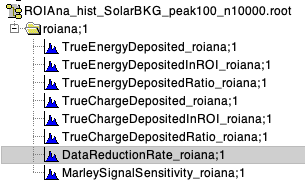 ROIAna_hist_SolarBKG_peak100_n10000.root
roiana;1
TrueEnergyDeposited_roiana;1
TrueEnergyDepositedInROI_roiana;1
TrueEnergyDepositedRatio_roiana;1
TrueChargeDeposited_roiana;1
TrueChargeDepositedInROI_roiana;1
TrueChargeDepositedRatio_roiana;1
DataReductionRate_roiana;1
MarleySignalSensitivity_roiana;1